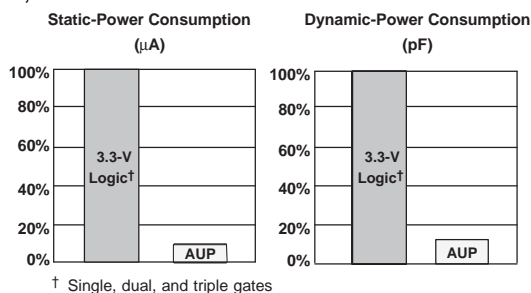 Static-Power Consumption
(µA)
100%
80%
60%
40%
20%
0%
3.3-V
Logic†
AUP
Dynamic-Power Consumption
(pF)
100%
80%
60%
40%
20%
0%
3.3-V
Logic†
AUP
† Single, dual, and triple gates